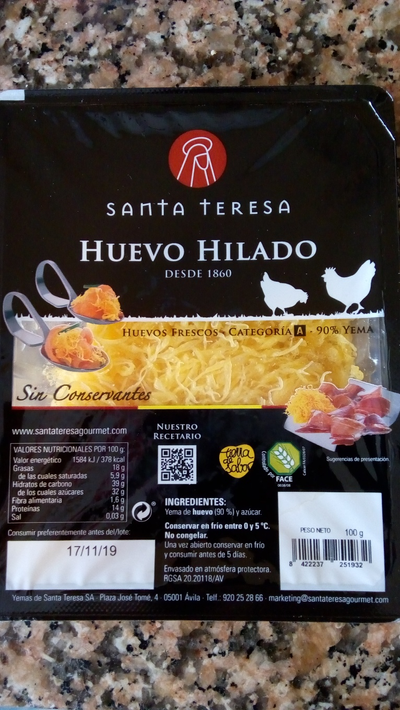 SANTA TERESA
HUEVO HILADO
DESDE 1860
HUEVOS FRESCOS - CATEGORÍA A - 90% YEMA
Sin Conservantes
www.santateresagourmet.com
NUESTRO
RECETARIO
tierra de Sabor
FACE
Sugerencias de presentación
VALORES NUTRICIONALES POR 100 g:
Valor energético 1584 kJ / 378 kcal
Grasas 18 g
de las cuales saturadas 5,9 g
Hidratos de carbono 39 g
de los cuales azúcares 32 g
Fibra alimentaria 1,6 g
Proteínas 14 g
Sal 0,03 g
Consumir preferentemente antes del/lote:
17/11/19
INGREDIENTES:
Yema de huevo (90 %) y azúcar.
Conservar en frío entre 0 y 5 °C.
No congelar.
Una vez abierto conservar en frío
y consumir antes de 5 días.
Envasado en atmósfera protectora.
RGSA 20.20118/AV
PESO NETO 100 g
8 422237 251932
Yemas de Santa Teresa SA · Plaza José Tomé, 4 · 05001 Ávila · Telf.: 920 25 28 66 · marketing@santateresagourmet.com